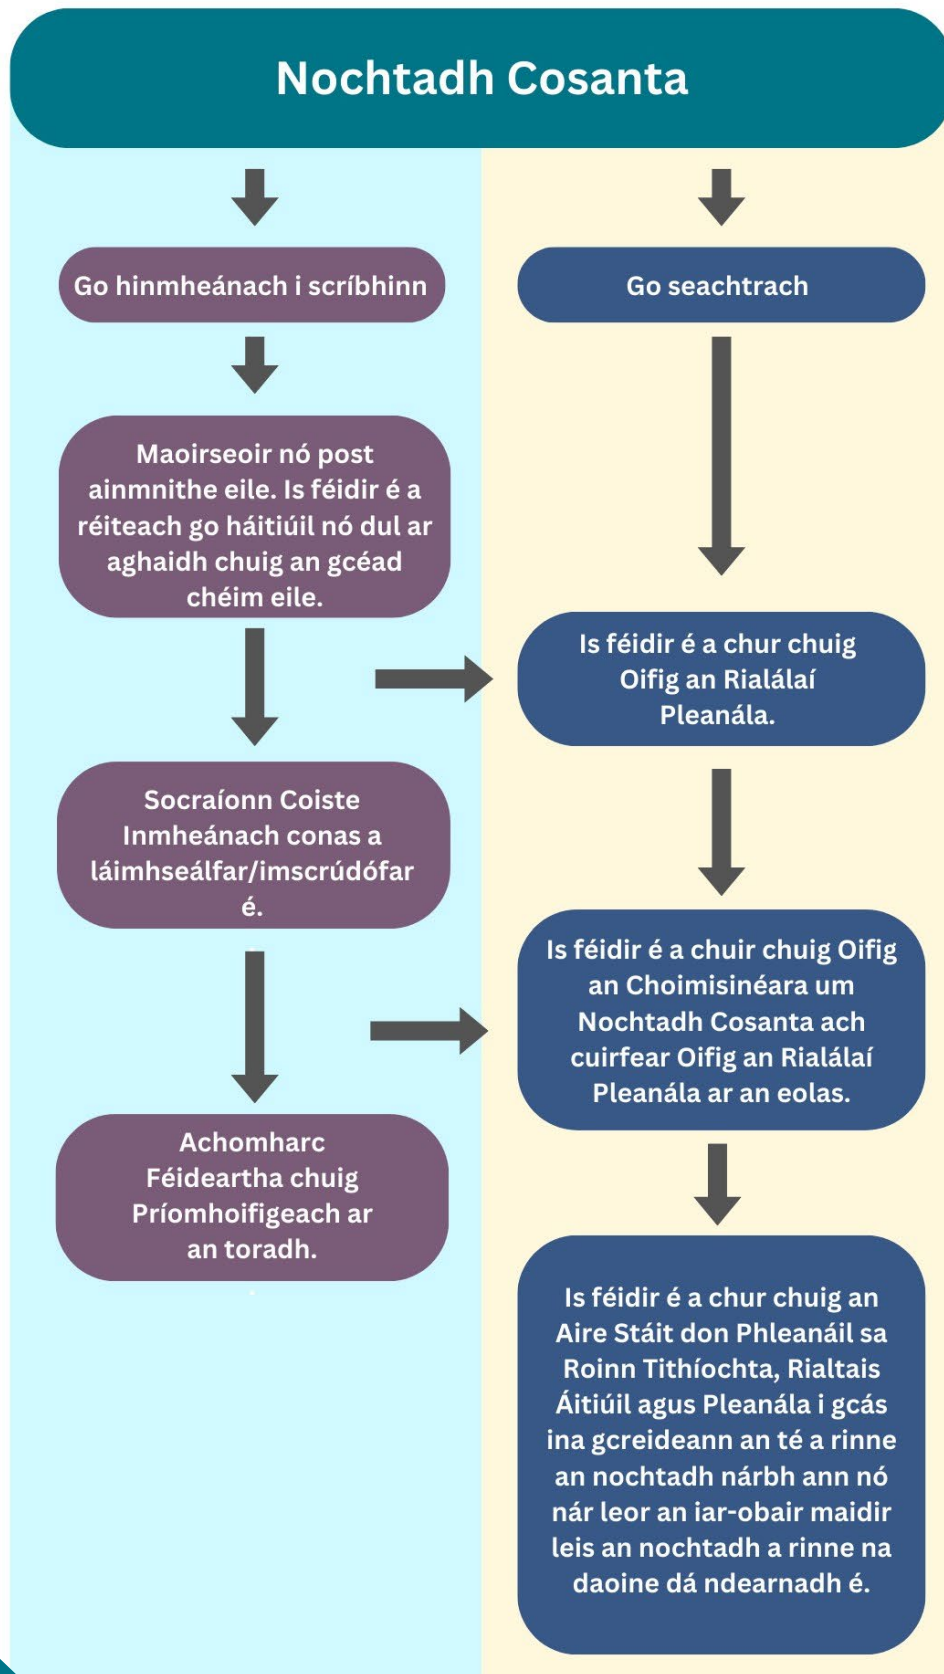 Nochtadh Cosanta
Go hinmheánach i scríbhinn
Go seachtrach
Maoirseoir nó post
ainmnithe eile. Is féidir é a
réiteach go háitiúil nó dul ar
aghaidh chuig an gcéad
chéim eile.
Is féidir é a chur chuig
Oifig an Rialálaí
Pleanála.
Socraíonn Coiste
Inmheánach conas a
láimhseálfar/imscrúdófar
é.
Is féidir é a chuir chuig Oifig
an Choimisinéara um
Nochtadh Cosanta ach
cuirfear Oifig an Rialálaí
Pleanála ar an eolas.
Achomharc
Féideartha chuig
Príomhoifigeach ar
an toradh.
.
Is féidir é a chur chuig an
Aire Stáit don Phleanáil sa
Roinn Tithíochta, Rialtais
Áitiúil agus Pleanála i gcás
ina gcreideann an té a rinne
an nochtadh nárbh ann nó
nár leor an iar-obair maidir
leis an nochtadh a rinne na
daoine dá ndearnadh é.